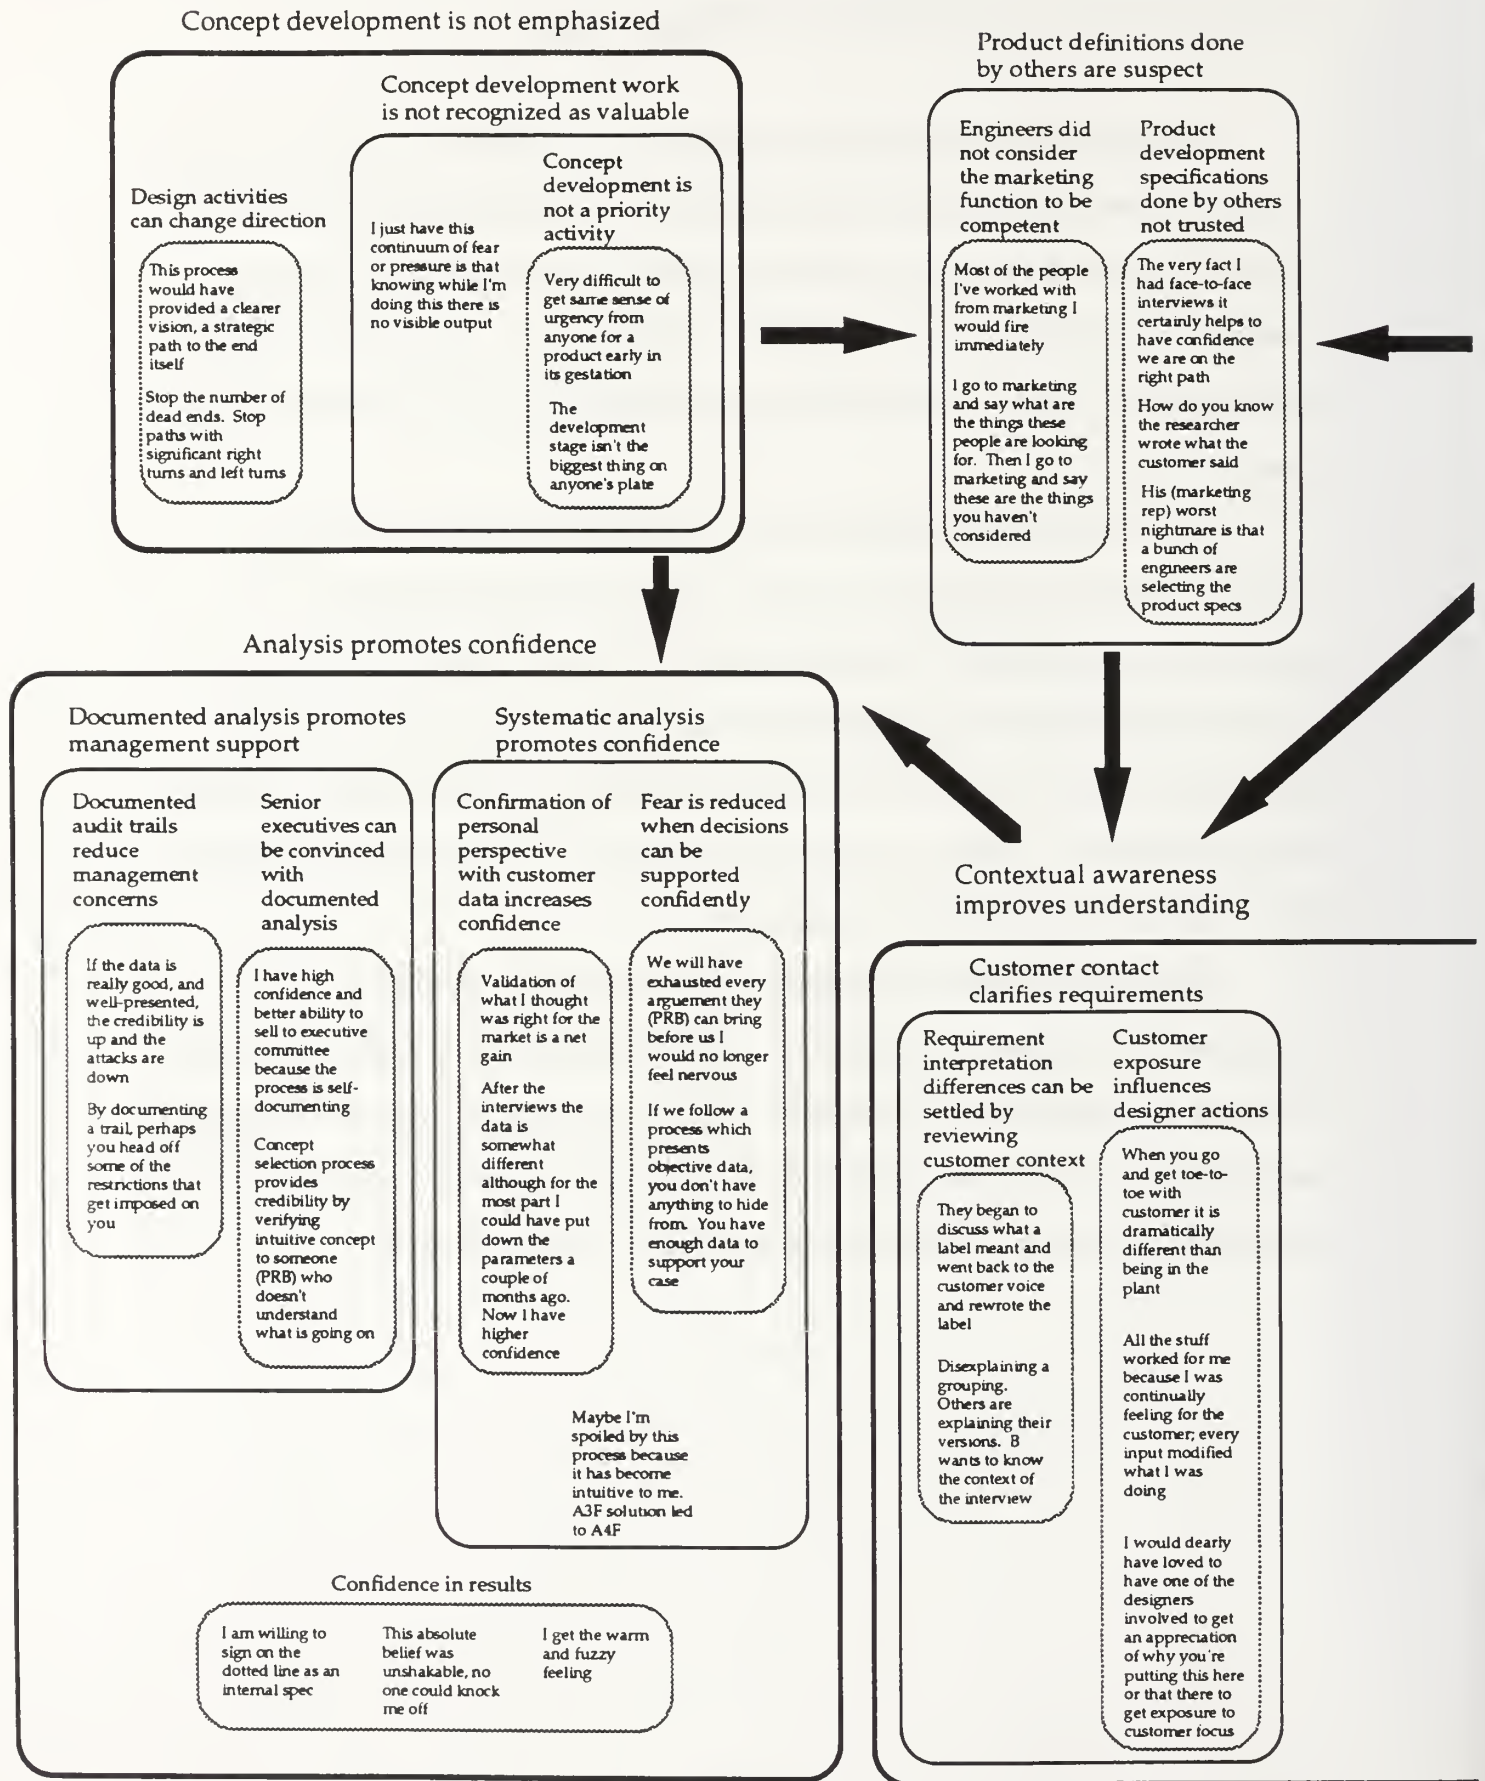 Concept development is not emphasized
Concept development work
is not recognized as valuable
Design activities
can change direction
This process
would have
provided a clearer
vision, a strategic
path to the end
itself
Stop the number of
dead ends. Stop
paths with
significant right
turns and left turns
I just have this
continuum of fear
or pressure is that
knowing while I'm
doing this there is
no visible output
Concept
development is
not a priority
activity
Very difficult to
get same sense of
urgency from
anyone for a
product early in
its gestation
The
development
stage isn't the
biggest thing on
anyone's plate
Product definitions done
by others are suspect
Engineers did
not consider
the marketing
function to be
competent
Most of the people
I've worked with
from marketing I
would fire
immediately
I go to marketing
and say what are
the things these
people are looking
for. Then I go to
marketing and say
these are the things
you haven't
considered
Product
development
specifications
done by others
not trusted
The very fact I
had face-to-face
interviews it
certainly helps to
have confidence
we are on the
right path
How do you know
the researcher
wrote what the
customer said
His (marketing
rep) worst
nightmare is that
a bunch of
engineers are
selecting the
product specs
Analysis promotes confidence
Documented analysis promotes
management support
Documented
audit trails
reduce
management
concerns
If the data is
really good, and
well-presented,
the credibility is
up and the
attacks are
down
By documenting
a trail, perhaps
you head off
some of the
restrictions that
get imposed on
you
Senior
executives can
be convinced
with
documented
analysis
I have high
confidence and
better ability to
sell to executive
committee
because the
process is self-
documenting
Concept
selection process
provides
credibility by
verifying
intuitive concept
to someone
(PRB) who
doesn't
understand
what is going on
Systematic analysis
promotes confidence
Confirmation of
personal
perspective
with customer
data increases
confidence
Validation of
what I thought
was right for the
market is a net
gain
After the
interviews the
data is
somewhat
different
although for the
most part I
could have put
down the
parameters a
couple of
months ago.
Now I have
higher
confidence
Fear is reduced
when decisions
can be
supported
confidently
We will have
exhausted every
arguement they
(PRB) can bring
before us I
would no longer
feel nervous
If we follow a
process which
presents
objective data,
you don't have
anything to hide
from. You have
enough data to
support your
case
Maybe I'm
spoiled by this
process because
it has become
intuitive to me.
A3F solution led
to A4F
Confidence in results
I am willing to
sign on the
dotted line as an
internal spec
This absolute
belief was
unshakable, no
one could knock
me off
I get the warm
and fuzzy
feeling
Contextual awareness
improves understanding
Customer contact
clarifies requirements
Requirement
interpretation
differences can be
settled by
reviewing
customer context
They began to
discuss what a
label meant and
went back to the
customer voice
and rewrote the
label
Disexplaining a
grouping.
Others are
explaining their
versions. B
wants to know
the context of
the interview
Customer
exposure
influences
designer actions
When you go
and get toe-to-
toe with
customer it is
dramatically
different than
being in the
plant
All the stuff
worked for me
because I was
continually
feeling for the
customer; every
input modified
what I was
doing
I would dearly
have loved to
have one of the
designers
involved to get
an appreciation
of why you're
putting this here
or that there to
get exposure to
customer focus